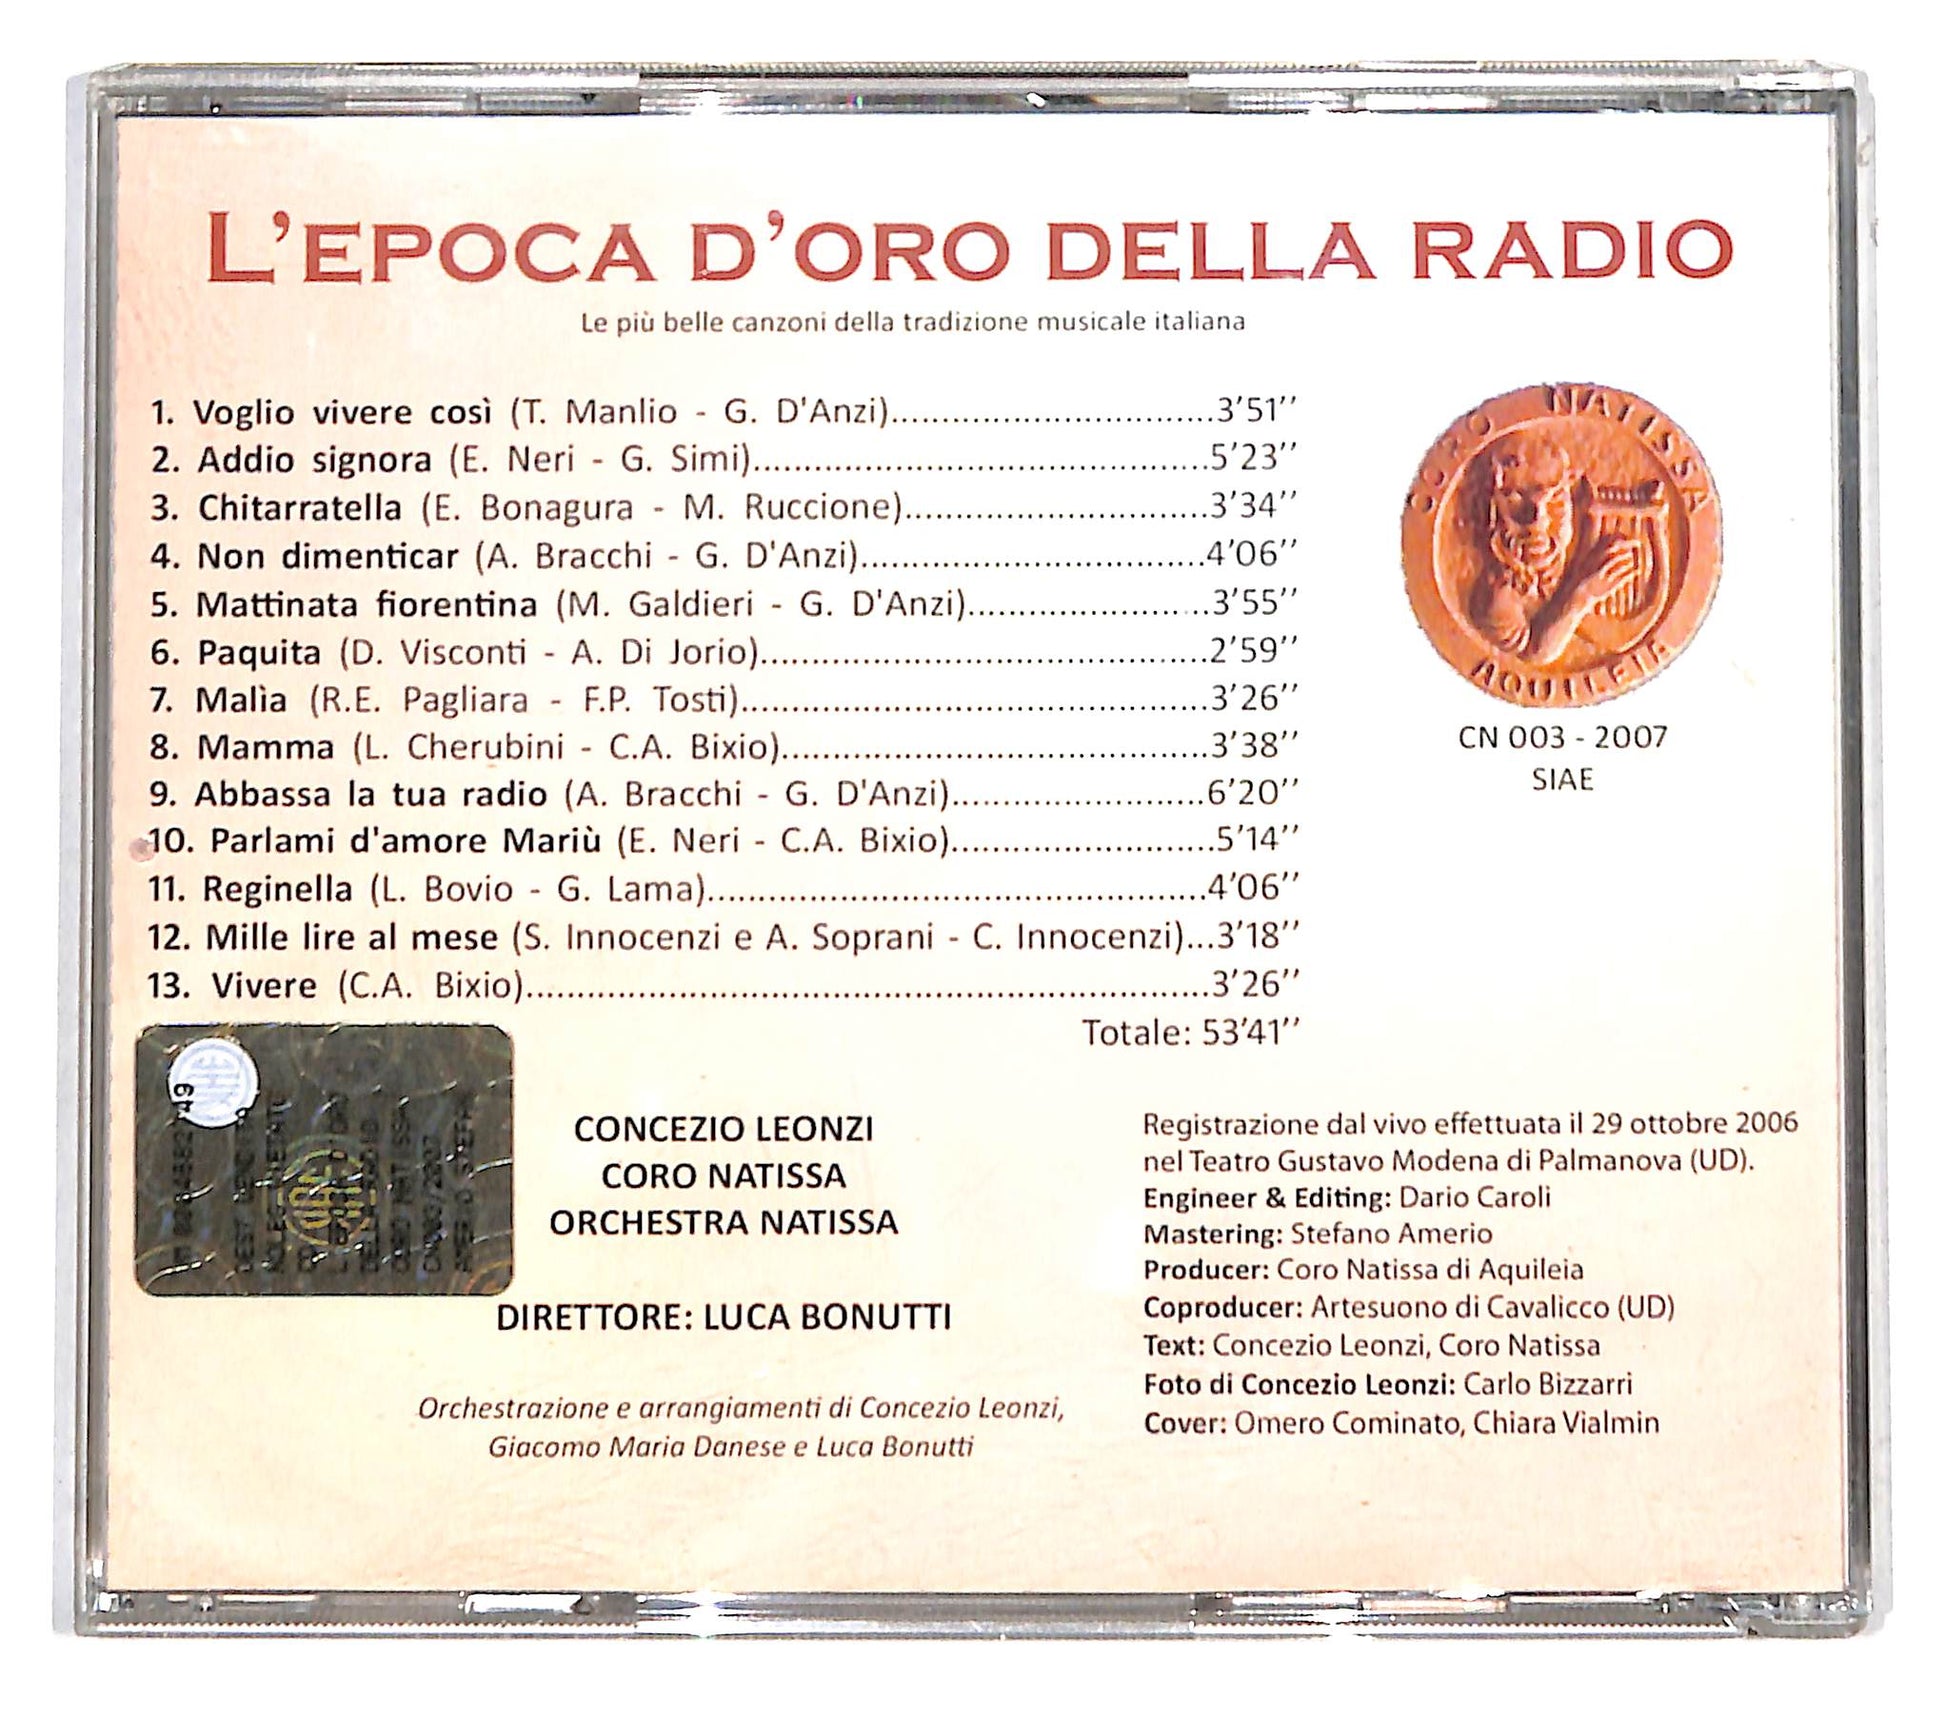 L'EPOCA D'ORO DELLA RADIO
Le più belle canzoni della tradizione musicale italiana
1. Voglio vivere così (T. Manlio - G. D'Anzi)................................3'51''
2. Addio signora (E. Neri - G. Simi).............................................5'23''
3. Chitarratella (E. Bonagura - M. Ruccione)..............................3'34''
4. Non dimenticar (A. Bracchi - G. D'Anzi)..................................4'06''
5. Mattinata fiorentina (M. Galdieri - G. D'Anzi)........................3'55''
6. Paquita (D. Visconti - A. Di Jorio)............................................2'59''
7. Malìa (R.E. Pagliara - F.P. Tosti)..............................................3'26''
8. Mamma (L. Cherubini - C.A. Bixio)..........................................3'38''
9. Abbassa la tua radio (A. Bracchi - G. D'Anzi).........................6'20''
10. Parlami d'amore Mariù (E. Neri - C.A. Bixio)..........................5'14''
11. Reginella (L. Bovio - G. Lama).................................................4'06''
12. Mille lire al mese (S. Innocenzi e A. Soprani - C. Innocenzi)...3'18''
13. Vivere (C.A. Bixio)...................................................................3'26''
Totale: 53'41''
CORO NATISSA
AQUILEIA
CN 003 - 2007
SIAE
CONCEZIO LEONZI
CORO NATISSA
ORCHESTRA NATISSA
DIRETTORE: LUCA BONUTTI
Orchestrazione e arrangiamenti di Concezio Leonzi,
Giacomo Maria Danese e Luca Bonutti
Registrazione dal vivo effettuata il 29 ottobre 2006
nel Teatro Gustavo Modena di Palmanova (UD).
Engineer & Editing: Dario Caroli
Mastering: Stefano Amerio
Producer: Coro Natissa di Aquileia
Coproducer: Artesuono di Cavalicco (UD)
Text: Concezio Leonzi, Coro Natissa
Foto di Concezio Leonzi: Carlo Bizzarri
Cover: Omero Cominato, Chiara Vialmin